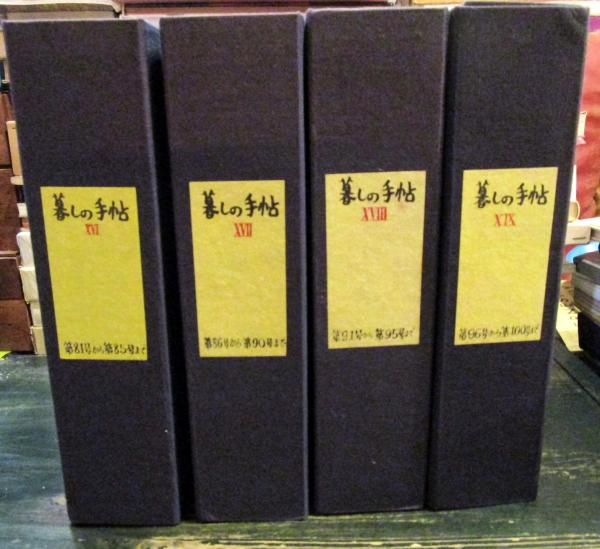 暮しの手帖
XVI
第81号から第85号まで
暮しの手帖
XVII
第86号から第90号まで
暮しの手帖
XVIII
第91号から第95号まで
暮しの手帖
XIX
第96号から第100号まで